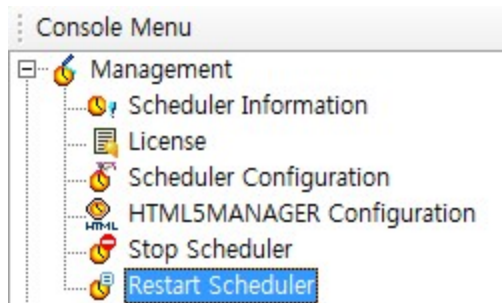 Console Menu
Management
Scheduler Information
License
Scheduler Configuration
HTML5MANAGER Configuration
Stop Scheduler
Restart Scheduler